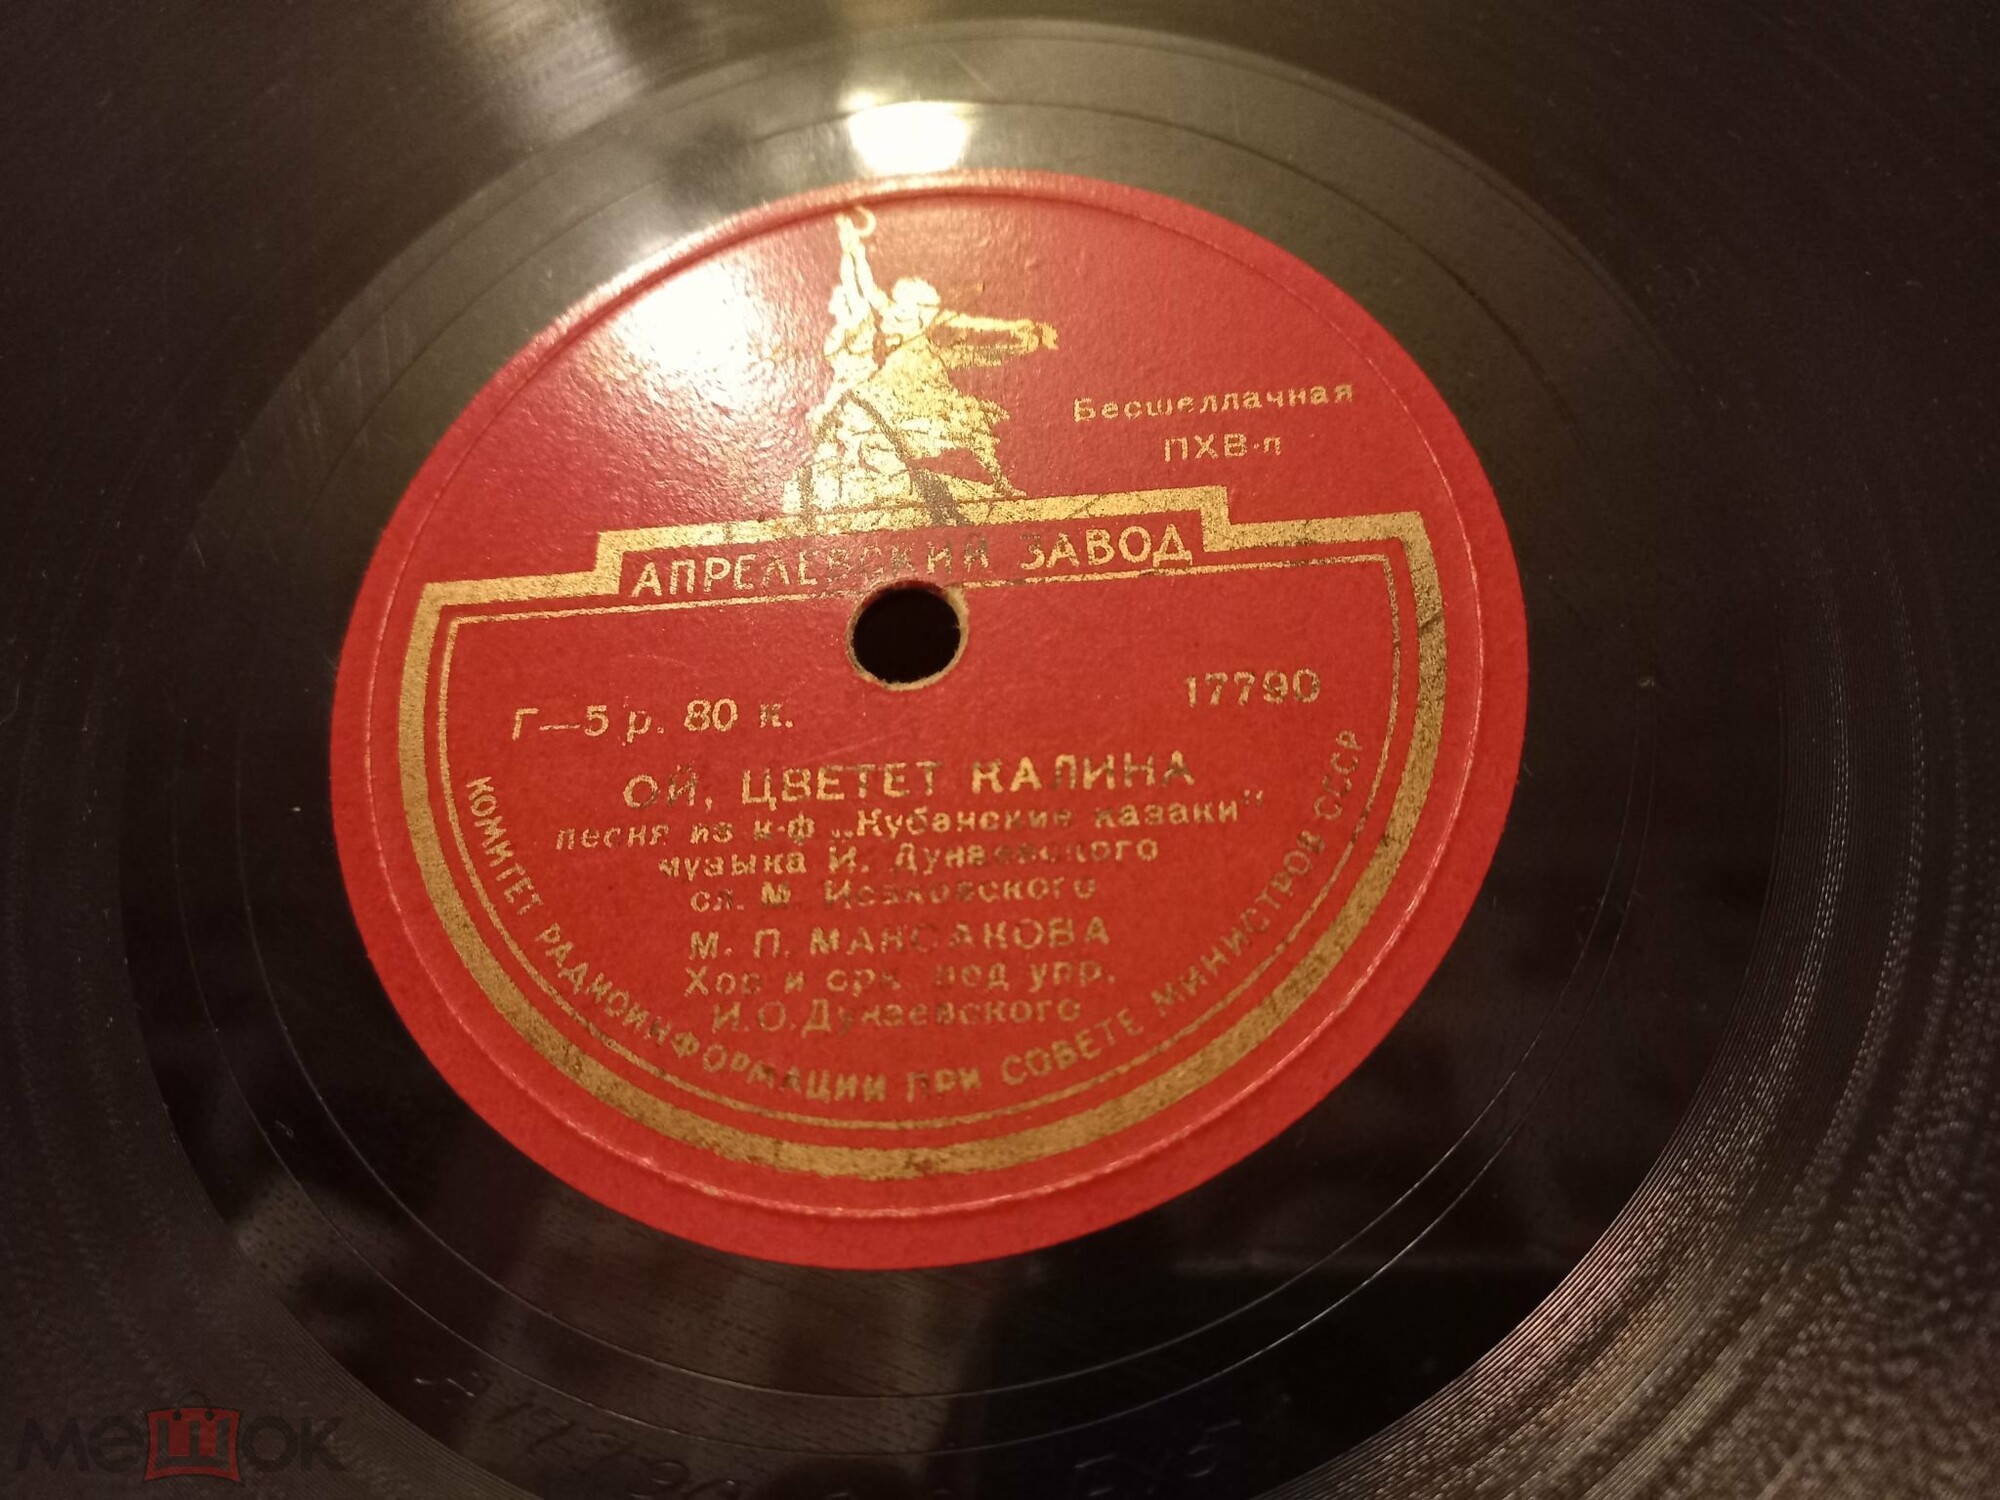 Бесшеллачная
ПХВ-п
АПРЕЛЕВСКИЙ ЗАВОД
Г—5 р. 80 к.
17790
ОЙ, ЦВЕТЕТ КАЛИНА
песня из к-ф „Кубанские казаки"
музыка И. Дунаевского
сл. М. Исаковского
М. П. МАКСАКОВА
Хор и орк. под упр.
И. О. Дунаевского
КОМИТЕТ РАДИОИНФОРМАЦИИ ПРИ СОВЕТЕ МИНИСТРОВ СССР
17790
мешок